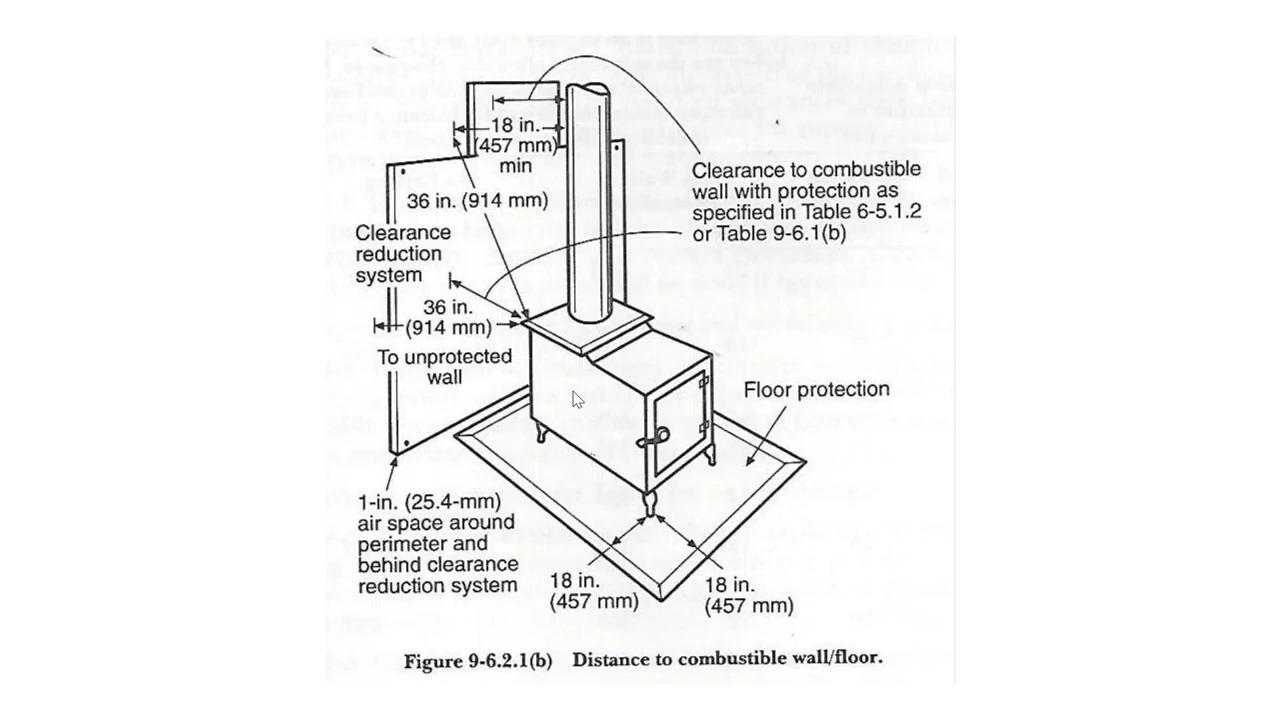 18 in.
(457 mm)
min
36 in. (914 mm)
Clearance to combustible
wall with protection as
specified in Table 6-5.1.2
or Table 9-6.1(b)
Clearance
reduction
system
36 in.
(914 mm)
To unprotected
wall
Floor protection
1-in. (25.4-mm)
air space around
perimeter and
behind clearance
reduction system
18 in.
(457 mm)
18 in.
(457 mm)
Figure 9-6.2.1(b) Distance to combustible wall/floor.